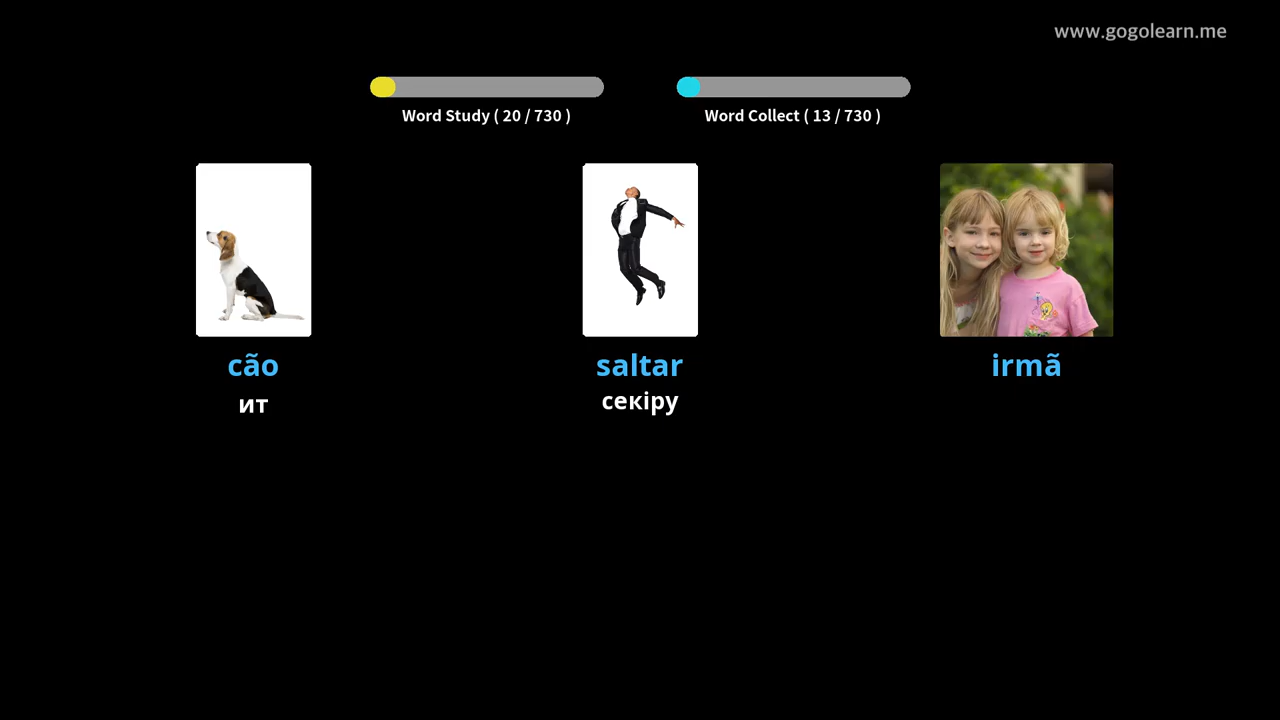 www.gogolearn.me
Word Study ( 20 / 730 )
Word Collect ( 13 / 730 )
cão
saltar
irmã
ит
секіру